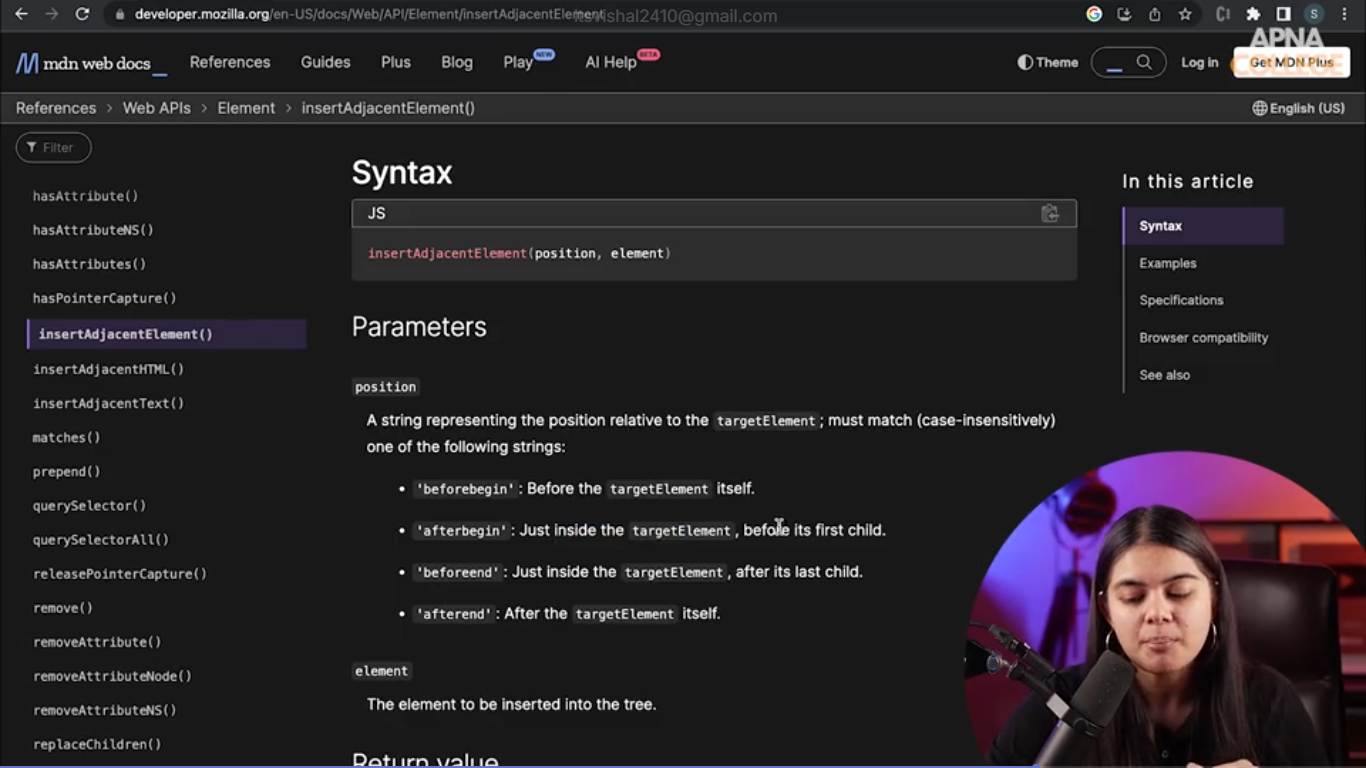 developer.mozilla.org/en-US/docs/Web/API/Element/insertAdjacentElement
itsvishal2410@gmail.com
S
APNA
COLLEGE
mdn web docs
References
Guides
Plus
Blog
Play NEW
AI Help BETA
Theme
Log in
Get MDN Plus
References > Web APIs > Element > insertAdjacentElement()
English (US)
Filter
hasAttribute()
hasAttributeNS()
hasAttributes()
hasPointerCapture()
insertAdjacentElement()
insertAdjacentHTML()
insertAdjacentText()
matches()
prepend()
querySelector()
querySelectorAll()
releasePointerCapture()
remove()
removeAttribute()
removeAttributeNode()
removeAttributeNS()
replaceChildren()
Syntax
JS
insertAdjacentElement(position, element)
Parameters
position
A string representing the position relative to the targetElement; must match (case-insensitively)
one of the following strings:
• 'beforebegin': Before the targetElement itself.
• 'afterbegin': Just inside the targetElement, before its first child.
• 'beforeend': Just inside the targetElement, after its last child.
• 'afterend': After the targetElement itself.
element
The element to be inserted into the tree.
Return value
In this article
Syntax
Examples
Specifications
Browser compatibility
See also